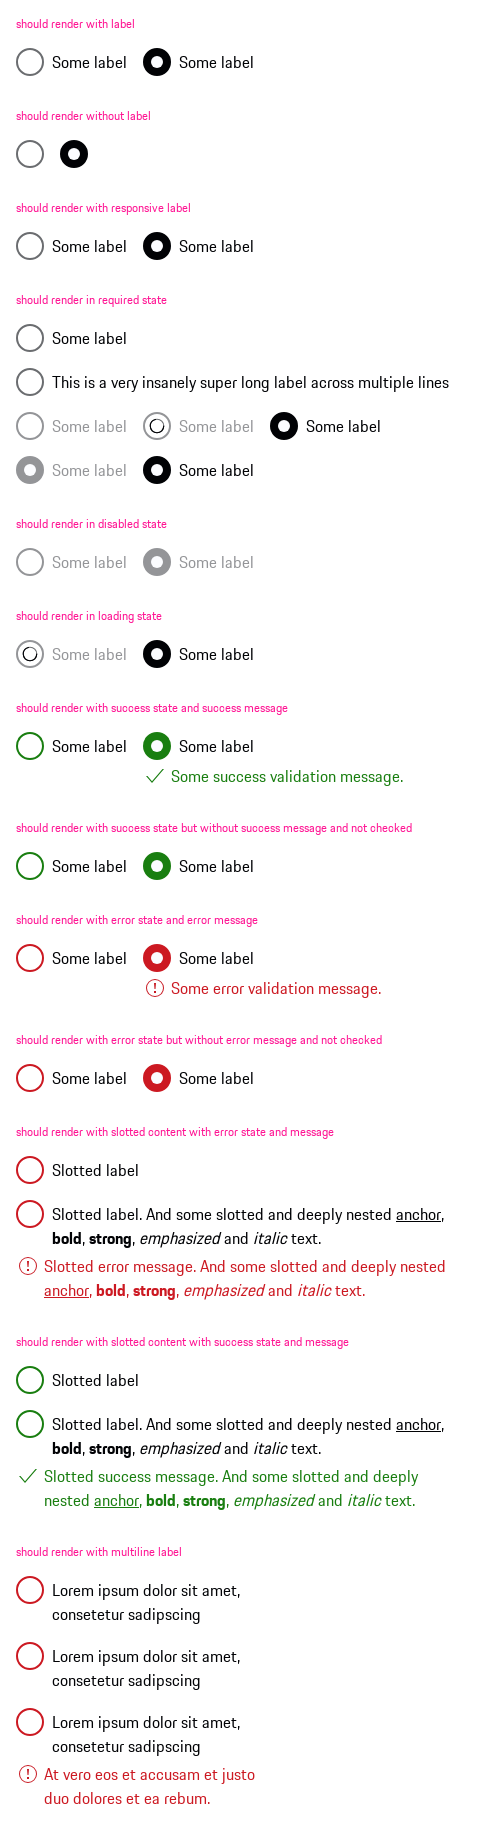 should render with label
Some label Some label
should render without label
should render with responsive label
Some label Some label
should render in required state
Some label
This is a very insanely super long label across multiple lines
Some label Some label Some label
Some label Some label
should render in disabled state
Some label Some label
should render in loading state
Some label Some label
should render with success state and success message
Some label Some label
Some success validation message.
should render with success state but without success message and not checked
Some label Some label
should render with error state and error message
Some label Some label
Some error validation message.
should render with error state but without error message and not checked
Some label Some label
should render with slotted content with error state and message
Slotted label
Slotted label. And some slotted and deeply nested anchor,
bold, strong, emphasized and italic text.
Slotted error message. And some slotted and deeply nested
anchor, bold, strong, emphasized and italic text.
should render with slotted content with success state and message
Slotted label
Slotted label. And some slotted and deeply nested anchor,
bold, strong, emphasized and italic text.
Slotted success message. And some slotted and deeply
nested anchor, bold, strong, emphasized and italic text.
should render with multiline label
Lorem ipsum dolor sit amet,
consetetur sadipscing
Lorem ipsum dolor sit amet,
consetetur sadipscing
Lorem ipsum dolor sit amet,
consetetur sadipscing
At vero eos et accusam et justo
duo dolores et ea rebum.